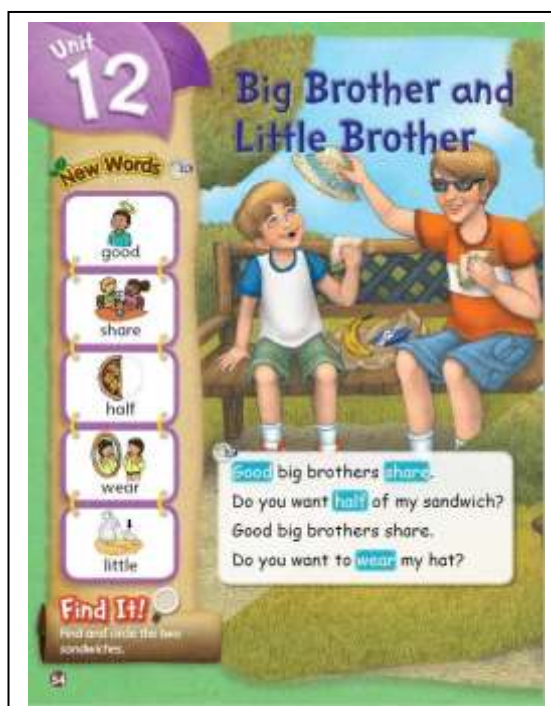 Unit
12
Big Brother and
Little Brother
New Words
good
share
half
wear
little
Good big brothers share.
Do you want half of my sandwich?
Good big brothers share.
Do you want to wear my hat?
Find It!
Find and circle the two
sandwiches.
54